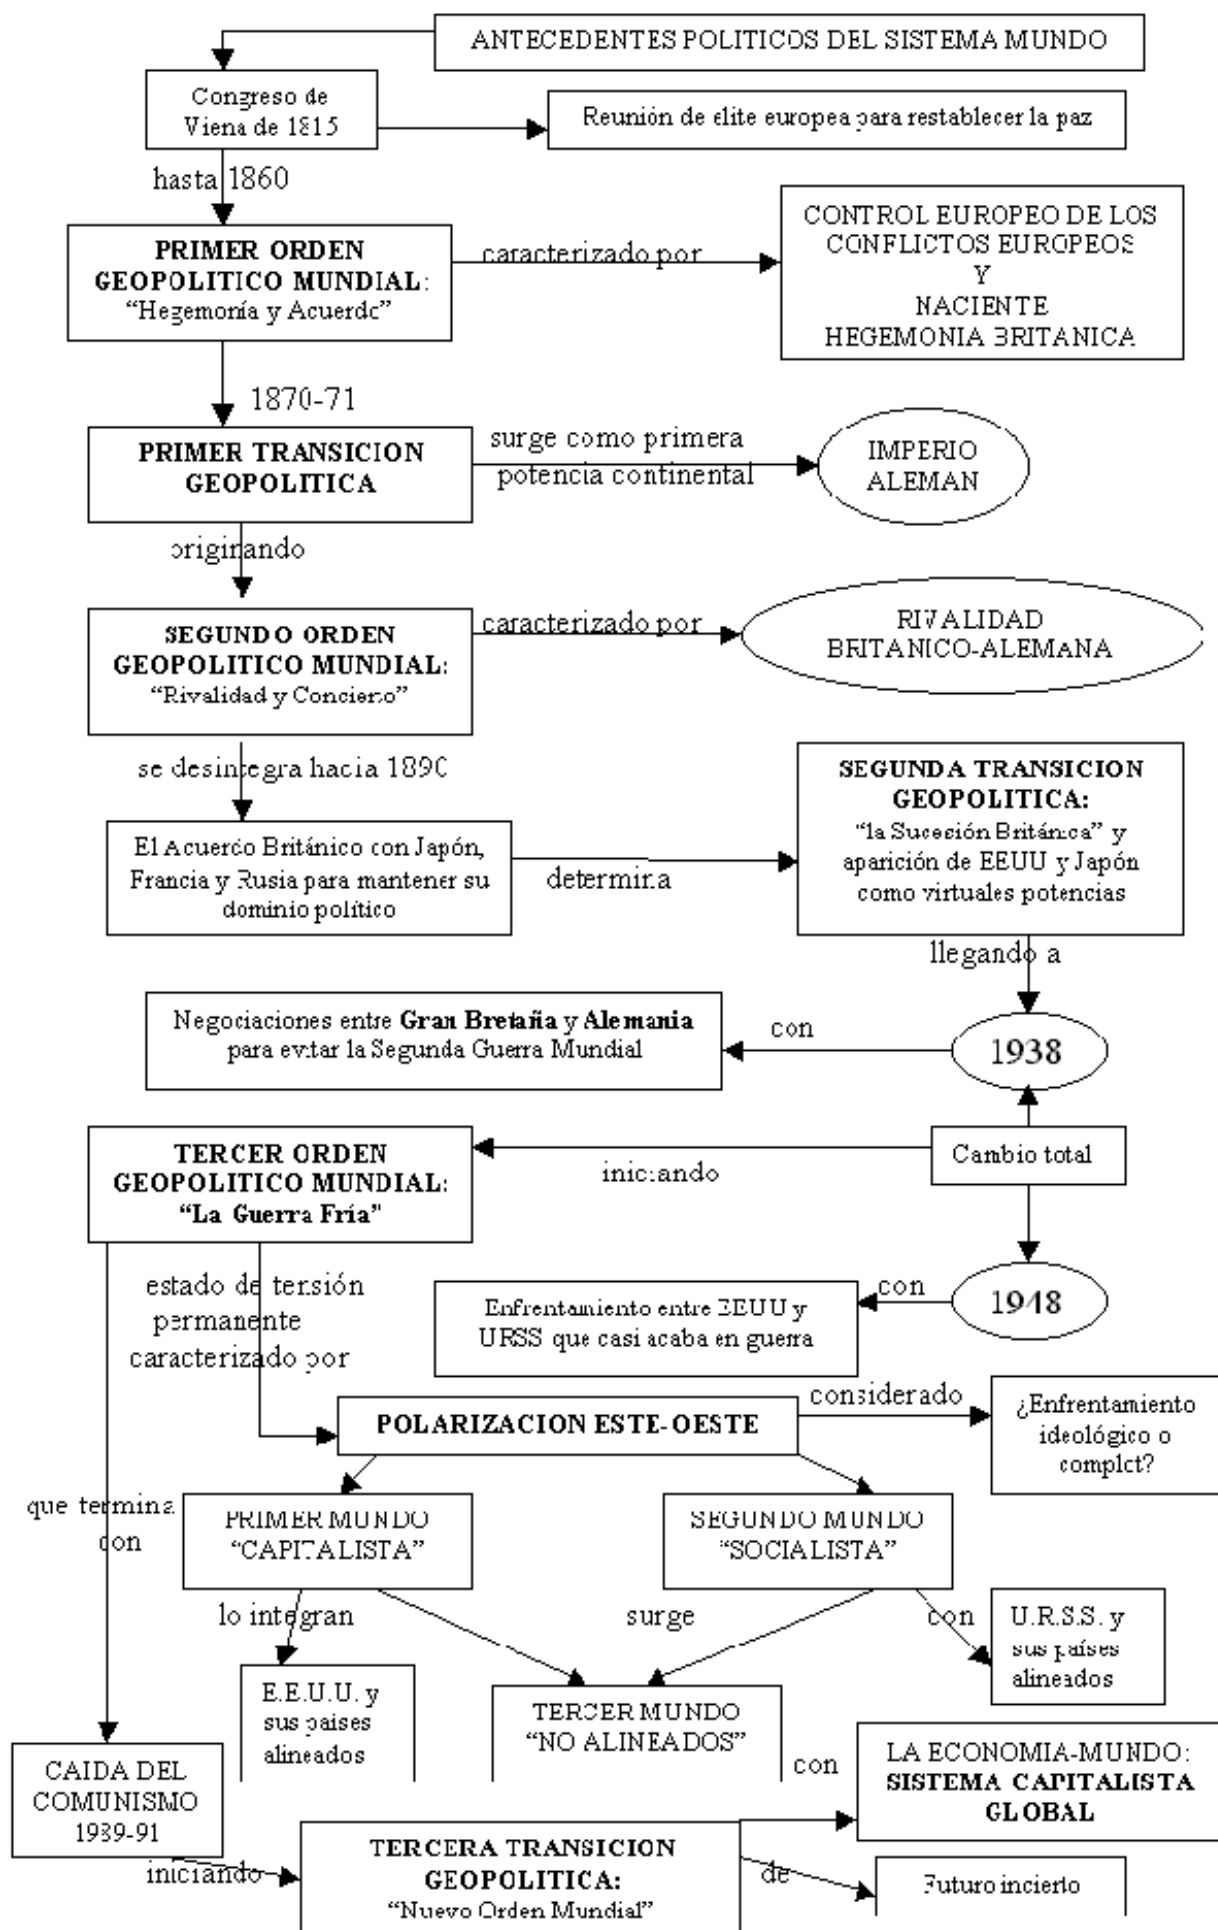 ANTECEDENTES POLITICOS DEL SISTEMA MUNDO
Congreso de
Viena de 1815
Reunión de elite europea para restablecer la paz
hasta 1860
PRIMER ORDEN
GEOPOLITICO MUNDIAL:
“Hegemonía y Acuerdo”
caracterizado por
CONTROL EUROPEO DE LOS
CONFLICTOS EUROPEOS
Y
NACIENTE
HEGEMONIA BRITANICA
1870-71
PRIMER TRANSICION
GEOPOLITICA
surge como primera
potencia continental
IMPERIO
ALEMAN
originando
SEGUNDO ORDEN
GEOPOLITICO MUNDIAL:
“Rivalidad y Concierto”
caracterizado por
RIVALIDAD
BRITANICO-ALEMANA
se desintegra hacia 1890
El Acuerdo Británico con Japón,
Francia y Rusia para mantener su
dominio político
determina
SEGUNDA TRANSICION
GEOPOLITICA:
“la Sucesión Británica” y
aparición de EEUU y Japón
como virtuales potencias
llegando a
1938
con
Negociaciones entre Gran Bretaña y Alemania
para evitar la Segunda Guerra Mundial
Cambio total
iniciando
TERCER ORDEN
GEOPOLITICO MUNDIAL:
“La Guerra Fría”
1948
con
Enfrentamiento entre EEUU y
URSS que casi acaba en guerra
estado de tensión
permanente
caracterizado por
POLARIZACION ESTE-OESTE
considerado
¿Enfrentamiento
ideológico o
complot?
que termina
con
PRIMER MUNDO
“CAPITALISTA”
SEGUNDO MUNDO
“SOCIALISTA”
lo integran
surge
con
U.R.S.S. y
sus países
alineados
E.E.U.U. y
sus países
alineados
TERCER MUNDO
“NO ALINEADOS”
CAIDA DEL
COMUNISMO
1989-91
iniciando
TERCERA TRANSICION
GEOPOLITICA:
“Nuevo Orden Mundial”
con
LA ECONOMIA-MUNDO:
SISTEMA CAPITALISTA
GLOBAL
de
Futuro incierto